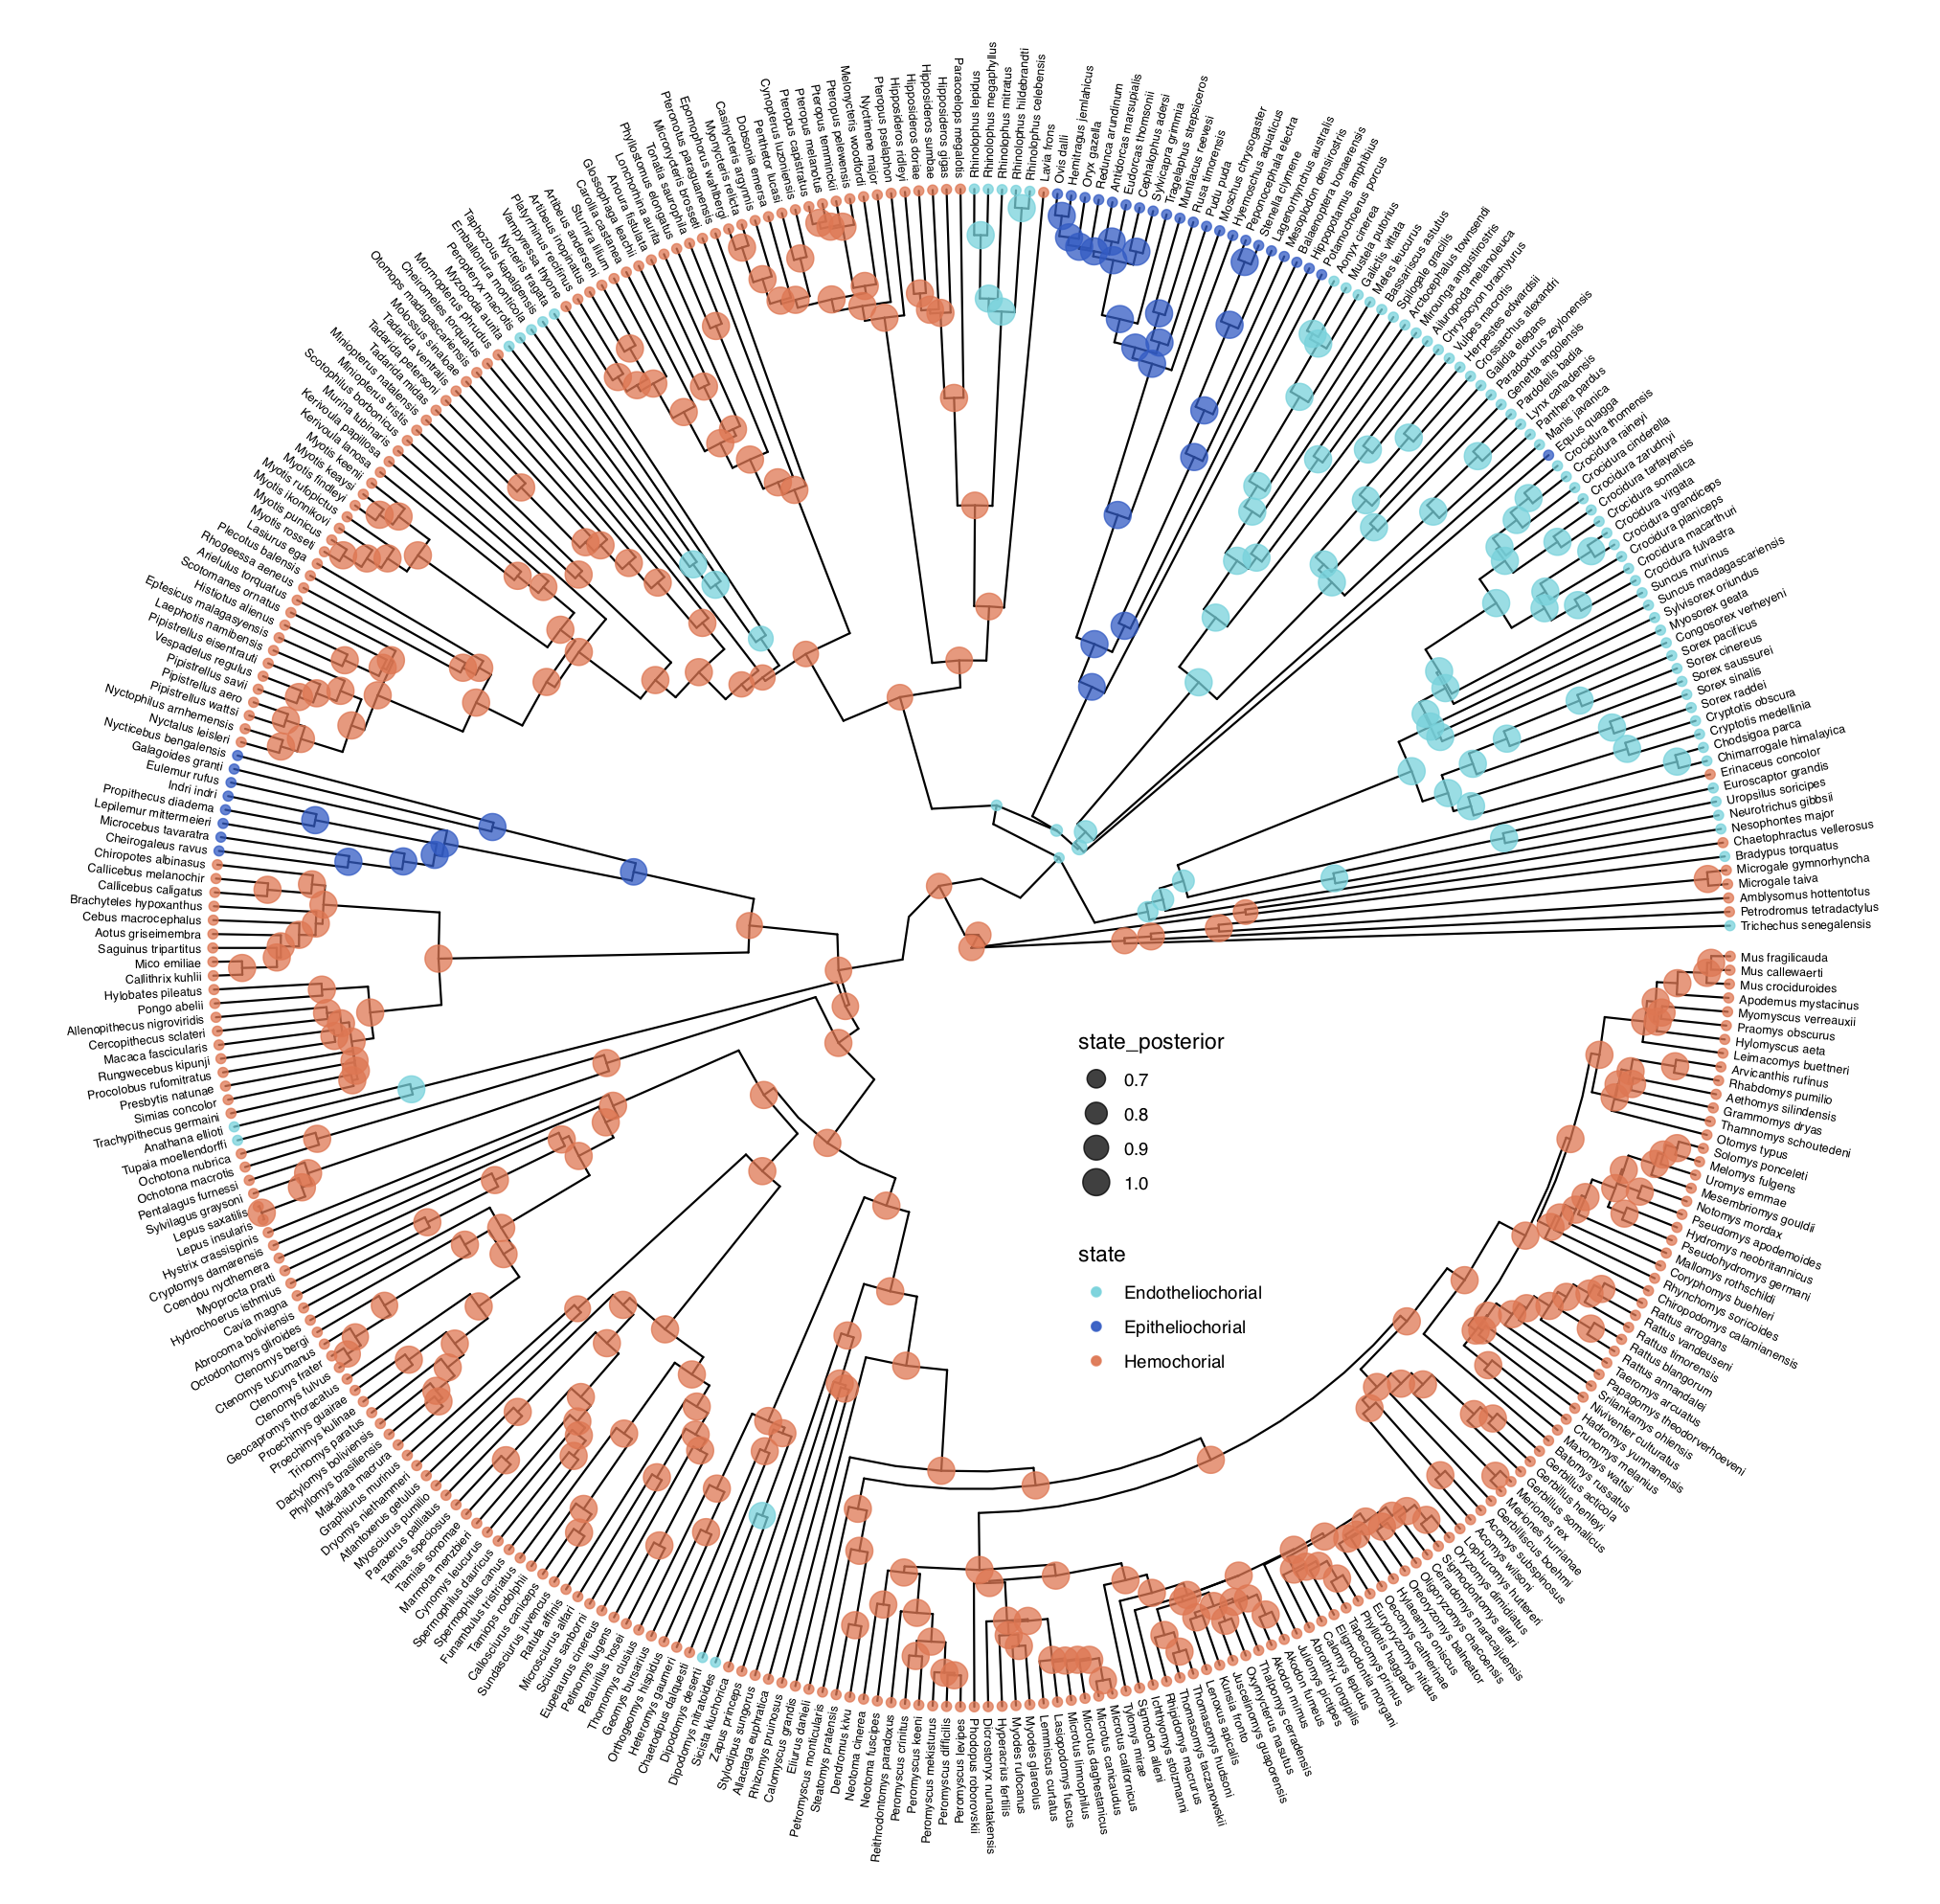 Rhinolophus lepidus
Rhinolophus megaphyllus
Rhinolophus mitratus
Rhinolophus hildebrandti
Rhinolophus celebensis
Lavia frons
Ovis dalli
Hemitragus jemlahicus
Oryx gazella
Redunca arundinum
Antidorcas marsupialis
Eudorcas thomsonii
Cephalophus adersi
Sylvicapra grimmia
Tragelaphus strepsiceros
Muntiacus reevesi
Rusa timorensis
Pudu puda
Moschus chrysogaster
Hyemoschus aquaticus
Peponocephala electra
Stenella clymene
Lagenorhynchus australis
Mesoplodon densirostris
Balaenoptera bonaerensis
Hippopotamus amphibius
Potamochoerus porcus
Aonyx cinerea
Mustela putorius
Galictis vittata
Meles leucurus
Bassariscus astutus
Spilogale gracilis
Arctocephalus townsendi
Mirounga angustirostris
Ailuropoda melanoleuca
Chrysocyon brachyurus
Vulpes macrotis
Herpestes edwardsii
Crossarchus alexandri
Galidia elegans
Paradoxurus zeylonensis
Genetta angolensis
Pardofelis badia
Lynx canadensis
Panthera pardus
Manis javanica
Equus quagga
Crocidura thomensis
Crocidura raineyi
Crocidura cinderella
Crocidura zarudnyi
Crocidura tarfayensis
Crocidura somalica
Crocidura virgata
Crocidura grandiceps
Crocidura planiceps
Crocidura macarthuri
Crocidura fulvastra
Suncus murinus
Suncus madagascariensis
Sylvisorex oriundus
Myosorex geata
Congosorex verheyeni
Sorex pacificus
Sorex cinereus
Sorex saussurei
Sorex sinalis
Sorex raddei
Cryptotis obscura
Cryptotis medellinia
Chodsigoa parca
Chimarrogale himalayica
Erinaceus concolor
Euroscaptor grandis
Uropsilus soricipes
Neurotrichus gibbsii
Nesophontes major
Chaetophractus vellerosus
Bradypus torquatus
Microgale gymnorhyncha
Microgale taiva
Amblysomus hottentotus
Petrodromus tetradactylus
Trichechus senegalensis
Mus fragilicauda
Mus callewaerti
Mus crociduroides
Apodemus mystacinus
Myomyscus verreauxii
Praomys obscurus
Hylomyscus aeta
Leimacomys buettneri
Arvicanthis rufinus
Rhabdomys pumilio
Aethomys silindensis
Grammomys dryas
Thamnomys schoutedeni
Otomys typus
Solomys ponceleti
Melomys fulgens
Uromys emmae
Mesembriomys gouldii
Notomys mordax
Pseudomys apodemoides
Hydromys neobritannicus
Pseudohydromys germani
Mallomys rothschildi
Coryphomys buehleri
Rhynchomys soricoides
Chiropodomys calamianensis
Rattus arrogans
Rattus vandeuseni
Rattus timorensis
Rattus blangorum
Rattus annandalei
Taeromys arcuatus
Papagomys theodorverhoeveni
Srilankamys ohiensis
Niviventer culturatus
Hadromys yunnanensis
Crunomys melanius
Maxomys wattsi
Batomys russatus
Gerbillus acticola
Gerbillus henleyi
Gerbillus somalicus
Meriones rex
Meriones hurrianae
Gerbilliscus boehmi
Acomys subspinosus
Acomys wilsoni
Lophuromys huttereri
Oryzomys dimidiatus
Sigmodontomys alfari
Cerradomys maracajuensis
Oligoryzomys chacoensis
Oreoryzomys balneator
Hylaeamys oniscus
Oecomys catherinae
Euryoryzomys nitidus
Phyllotis haggardi
Tapecomys primus
Eligmodontia morgani
Calomys lepidus
Abrothrix longipilis
Juliomys pictipes
Akodon fumeus
Akodon mimus
Thalpomys cerradensis
Oxymycterus nasutus
Juscelinomys guaporensis
Kunsia fronto
Lenoxus apicalis
Thomasomys hudsoni
Thomasomys taczanowskii
Rhipidomys macrurus
Ichthyomys stolzmanni
Sigmodon alleni
Tylomys mirae
Microtus californicus
Microtus canicaudus
Microtus daghestanicus
Microtus limnophilus
Lasiopodomys fuscus
Lemmiscus curtatus
Myodes glareolus
Myodes rufocanus
Hyperacrius fertilis
Dicrostonyx nunatakensis
Phodopus roborovskii
Peromyscus levipes
Peromyscus difficilis
Peromyscus mekisturus
Peromyscus keeni
Peromyscus crinitus
Reithrodontomys paradoxus
Neotoma fuscipes
Neotoma cinerea
Dendromus kivu
Steatomys pratensis
Petromyscus monticularis
Eliurus danieli
Calomyscus grandis
Rhizomys pruinosus
Allactaga euphratica
Stylodipus sungorus
Zapus princeps
Sicista kluchorica
Dipodomys nitratoides
Dipodomys deserti
Chaetodipus dalquesti
Heteromys gaumeri
Orthogeomys hispidus
Geomys bursarius
Thomomys clusius
Petaurillus hosei
Petinomys lugens
Eupetaurus cinereus
Sciurus sanborni
Microsciurus alfari
Ratufa affinis
Sundasciurus juvencus
Callosciurus caniceps
Tamiops rodolphii
Funambulus tristriatus
Spermophilus canus
Spermophilus dauricus
Cynomys leucurus
Marmota menzbieri
Tamias sonomae
Tamias speciosus
Paraxerus palliatus
Myosciurus pumilio
Atlantoxerus getulus
Dryomys niethammeri
Graphiurus murinus
Makalata macrura
Phyllomys brasiliensis
Dactylomys boliviensis
Trinomys paratus
Proechimys kulinae
Proechimys guairae
Geocapromys thoracatus
Ctenomys fulvus
Ctenomys frater
Ctenomys tucumanus
Ctenomys bergi
Octodontomys gliroides
Abrocoma boliviensis
Cavia magna
Hydrochoerus isthmius
Myoprocta pratti
Coendou nycthemera
Cryptomys damarensis
Hystrix crassispinis
Lepus insularis
Lepus saxatilis
Sylvilagus graysoni
Pentalagus furnessi
Ochotona macrotis
Ochotona nubrica
Tupaia moellendorffi
Anathana ellioti
Trachypithecus germaini
Simias concolor
Presbytis natunae
Procolobus rufomitratus
Rungwecebus kipunji
Macaca fascicularis
Cercopithecus sclateri
Allenopithecus nigroviridis
Pongo abelii
Hylobates pileatus
Callithrix kuhlii
Mico emiliae
Saguinus tripartitus
Aotus griseimembra
Cebus macrocephalus
Brachyteles hypoxanthus
Callicebus caligatus
Callicebus melanochir
Chiropotes albinasus
Cheirogaleus ravus
Microcebus tavaratra
Lepilemur mittermeieri
Propithecus diadema
Indri indri
Eulemur rufus
Galagoides granti
Nycticebus bengalensis
Nyctalus leisleri
Nyctophilus arnhemensis
Pipistrellus wattsi
Pipistrellus aero
Pipistrellus savii
Vespadelus regulus
Pipistrellus eisentrauti
Laephotis namibensis
Eptesicus malagasyensis
Histiotus alienus
Scotomanes ornatus
Arielulus torquatus
Rhogeessa aeneus
Plecotus balensis
Lasiurus ega
Myotis rosseti
Myotis punicus
Myotis ikonnikovi
Myotis rufopictus
Myotis findleyi
Myotis keaysi
Myotis keenii
Kerivoula lanosa
Kerivoula papillosa
Murina tubinaris
Scotophilus borbonicus
Miniopterus tristis
Miniopterus natalensis
Tadarida midas
Tadarida petersoni
Tadarida ventralis
Molossus sinaloae
Otomops madagascariensis
Cheiromeles torquatus
Mormopterus phrudus
Myzopoda aurita
Peropteryx macrotis
Emballonura monticola
Taphozous kapalgensis
Nycteris tragata
Vampyressa thyone
Platyrrhinus recifinus
Artibeus inopinatus
Artibeus anderseni
Sturnira lilium
Carollia castanea
Glossophaga leachii
Anoura fistulata
Lonchorhina aurita
Phyllostomus elongatus
Tonatia saurophila
Micronycteris brosseti
Pteronotus paraguanensis
Epomophorus wahlbergi
Myonycteris relicta
Casinycteris argynnis
Dobsonia emersa
Penthetor lucasi
Cynopterus luzoniensis
Pteropus capistratus
Pteropus melanotus
Pteropus temminckii
Pteropus pelewensis
Melonycteris woodfordi
Nyctimene major
Pteropus pselaphon
Hipposideros ridleyi
Hipposideros doriae
Hipposideros sumbae
Hipposideros gigas
Paracoelops megalotis
state_posterior
0.7
0.8
0.9
1.0
state
Endotheliochorial
Epitheliochorial
Hemochorial